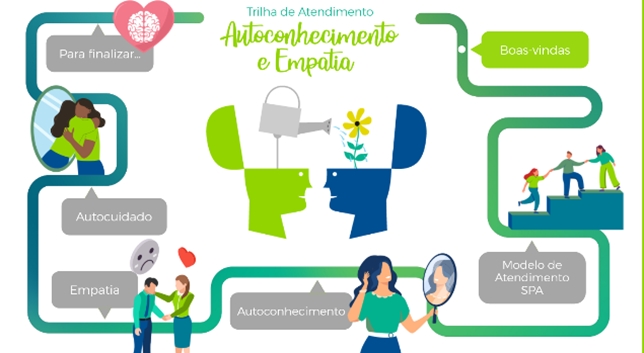 Trilha de Atendimento
Autoconhecimento
e Empatia
Boas-vindas
Modelo de
Atendimento
SPA
Autoconhecimento
Empatia
Autocuidado
Para finalizar...